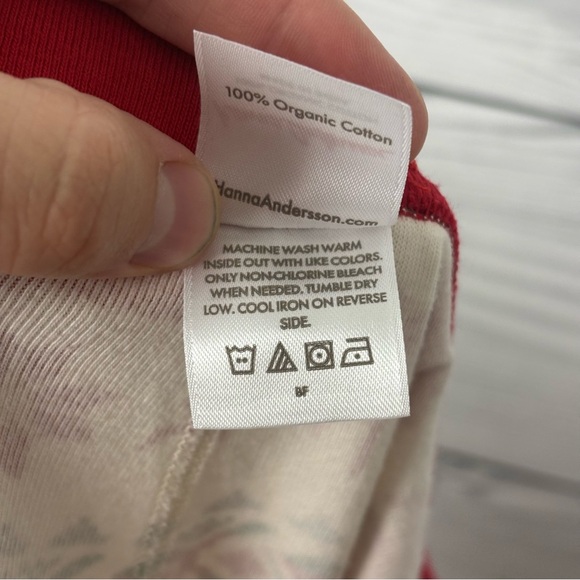 100% Organic Cotton
HannaAndersson.com
MACHINE WASH WARM
INSIDE OUT WITH LIKE COLORS.
ONLY NON-CHLORINE BLEACH
WHEN NEEDED. TUMBLE DRY
LOW. COOL IRON ON REVERSE
SIDE.
BF